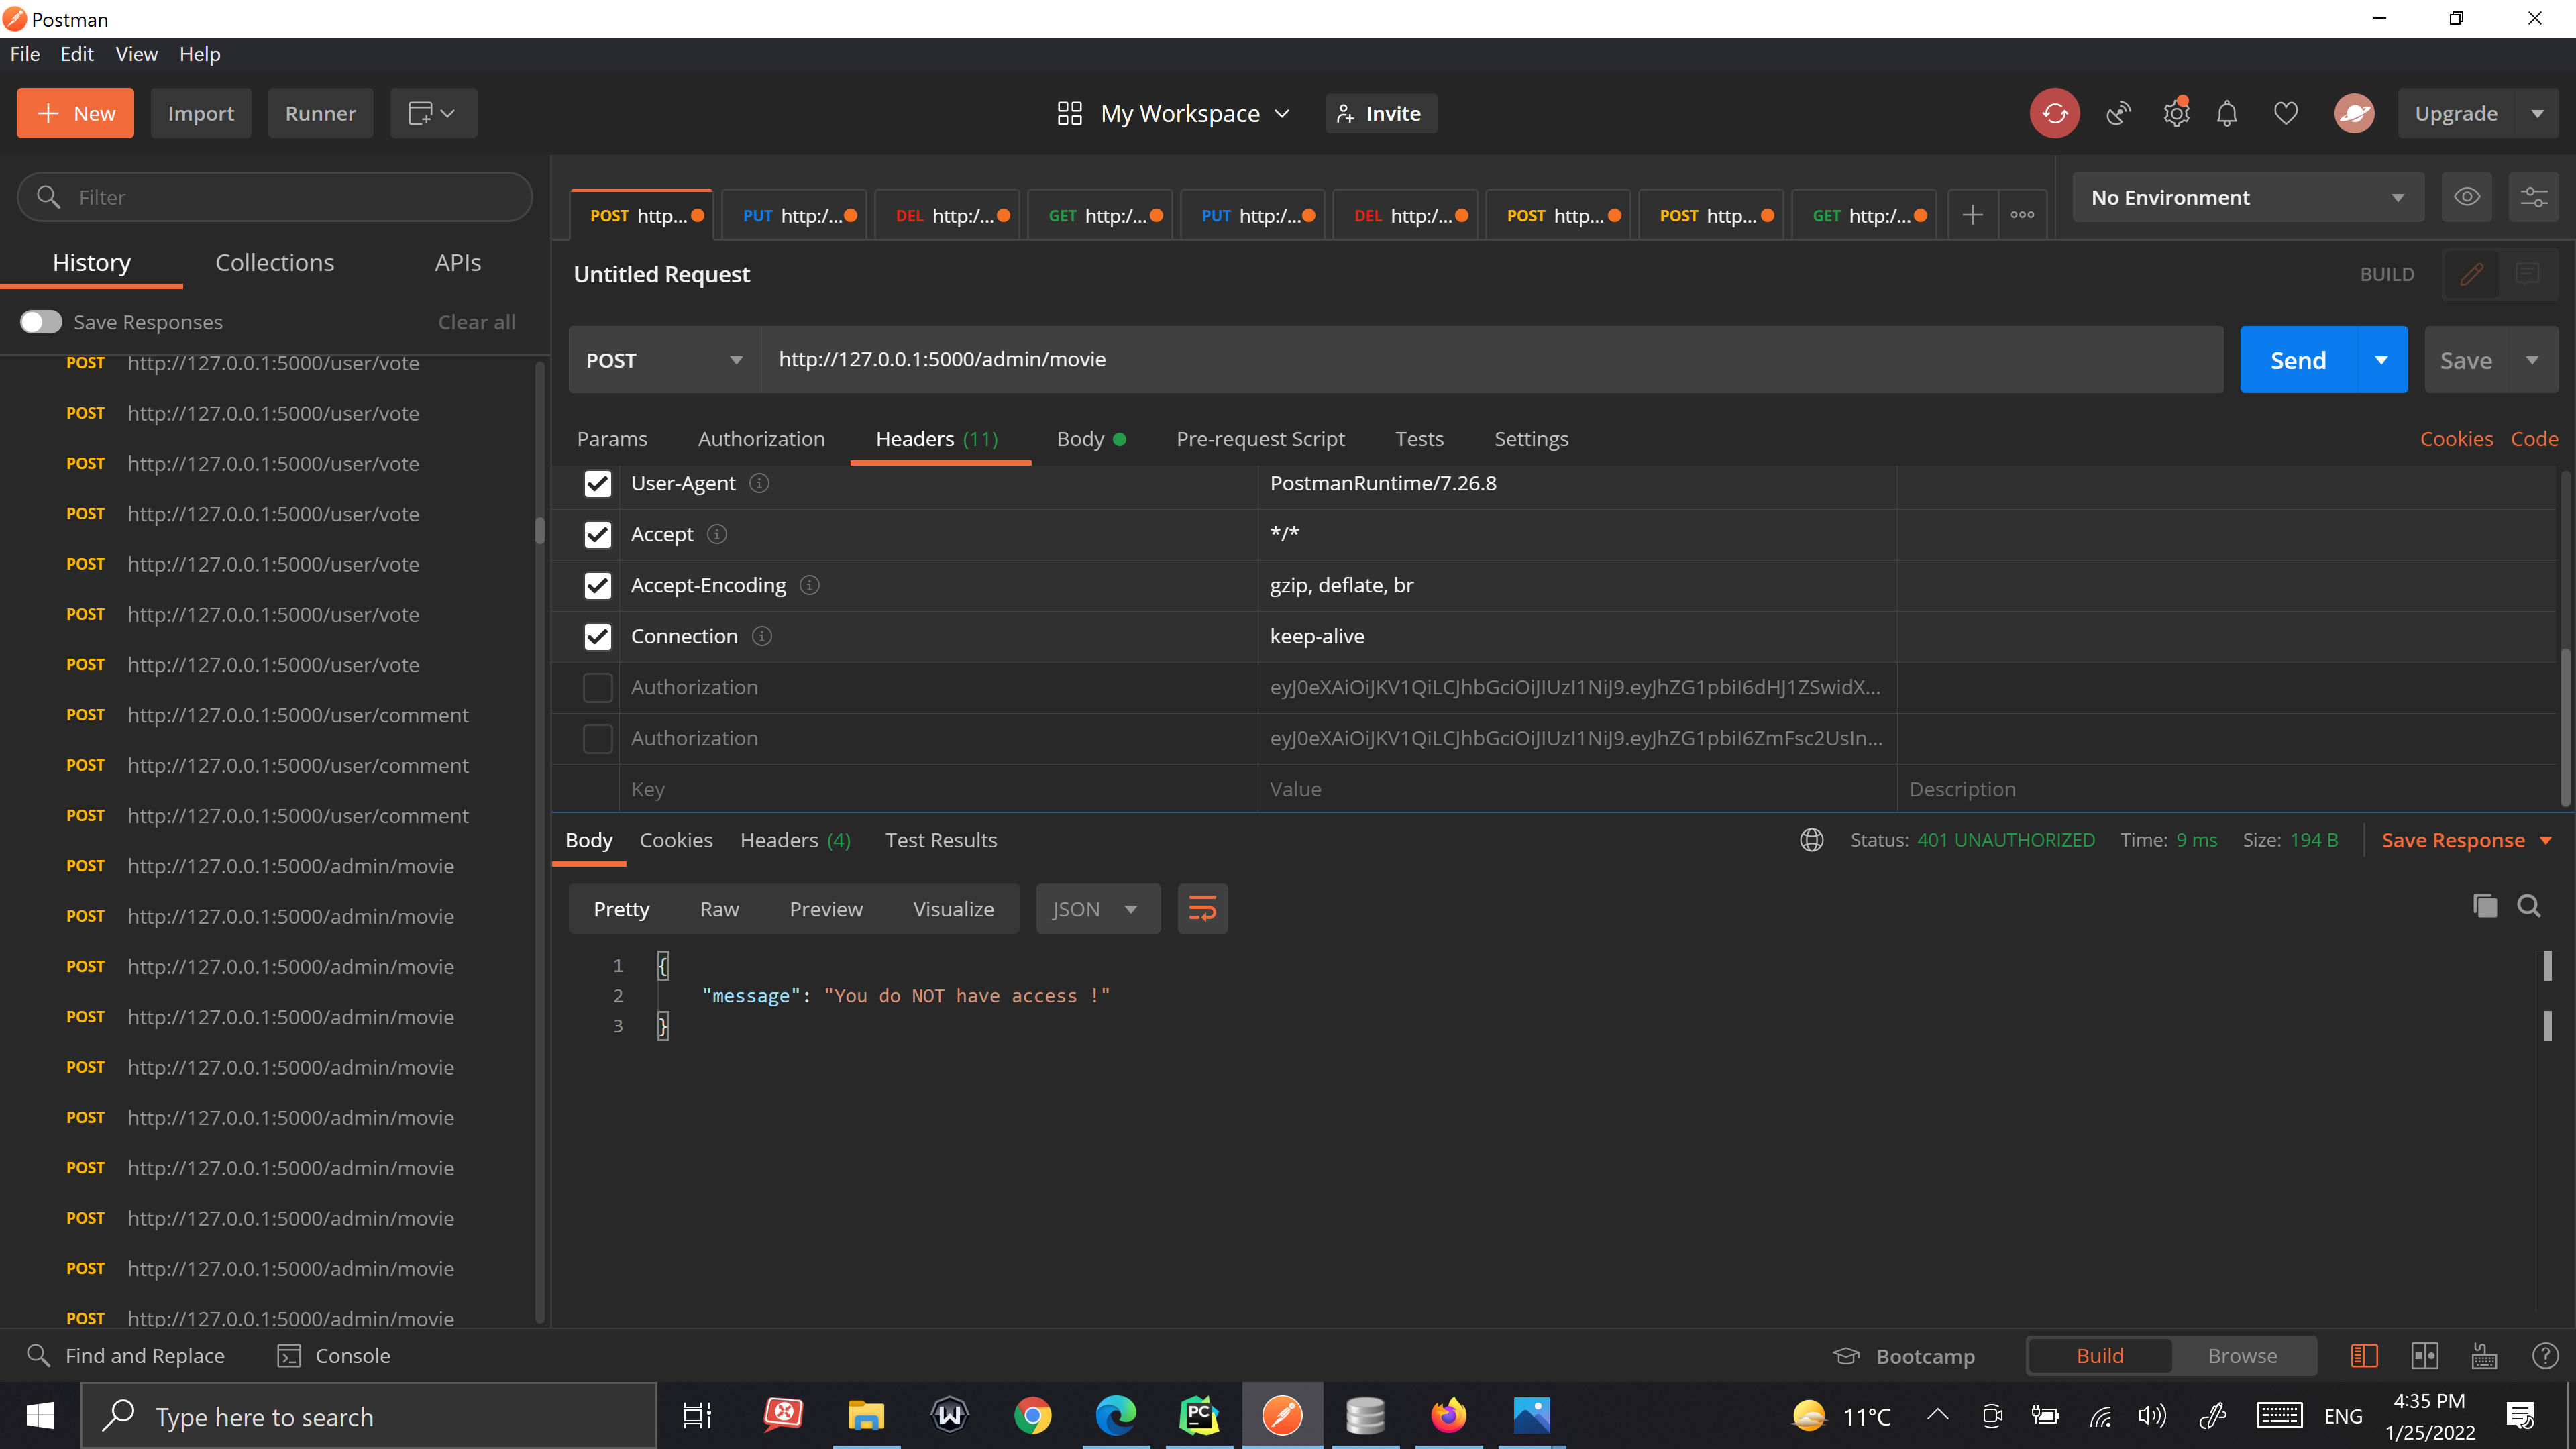 Postman
File Edit View Help
New Import Runner My Workspace Invite Upgrade
Filter
History Collections APIs
Save Responses Clear all
POST http://127.0.0.1:5000/user/vote
POST http://127.0.0.1:5000/user/vote
POST http://127.0.0.1:5000/user/vote
POST http://127.0.0.1:5000/user/vote
POST http://127.0.0.1:5000/user/vote
POST http://127.0.0.1:5000/user/vote
POST http://127.0.0.1:5000/user/vote
POST http://127.0.0.1:5000/user/comment
POST http://127.0.0.1:5000/user/comment
POST http://127.0.0.1:5000/user/comment
POST http://127.0.0.1:5000/admin/movie
POST http://127.0.0.1:5000/admin/movie
POST http://127.0.0.1:5000/admin/movie
POST http://127.0.0.1:5000/admin/movie
POST http://127.0.0.1:5000/admin/movie
POST http://127.0.0.1:5000/admin/movie
POST http://127.0.0.1:5000/admin/movie
POST http://127.0.0.1:5000/admin/movie
POST http://127.0.0.1:5000/admin/movie
POST http://127.0.0.1:5000/admin/movie
POST http... PUT http:/... DEL http:/... GET http:/... PUT http:/... DEL http:/... POST http... POST http... GET http:/... No Environment
Untitled Request BUILD
POST http://127.0.0.1:5000/admin/movie Send Save
Params Authorization Headers (11) Body Pre-request Script Tests Settings Cookies Code
User-Agent PostmanRuntime/7.26.8
Accept */*
Accept-Encoding gzip, deflate, br
Connection keep-alive
Authorization eyJ0eXAiOiJKV1QiLCJhbGciOiJIUzI1NiJ9.eyJhZG1pbiI6dHJ1ZSwidX...
Authorization eyJ0eXAiOiJKV1QiLCJhbGciOiJIUzI1NiJ9.eyJhZG1pbiI6ZmFsc2UsIn...
Key Value Description
Body Cookies Headers (4) Test Results Status: 401 UNAUTHORIZED Time: 9 ms Size: 194 B Save Response
Pretty Raw Preview Visualize JSON
1 {
2 "message": "You do NOT have access !"
3 }
Find and Replace Console Bootcamp Build Browse
Type here to search 11°C ENG 4:35 PM
1/25/2022